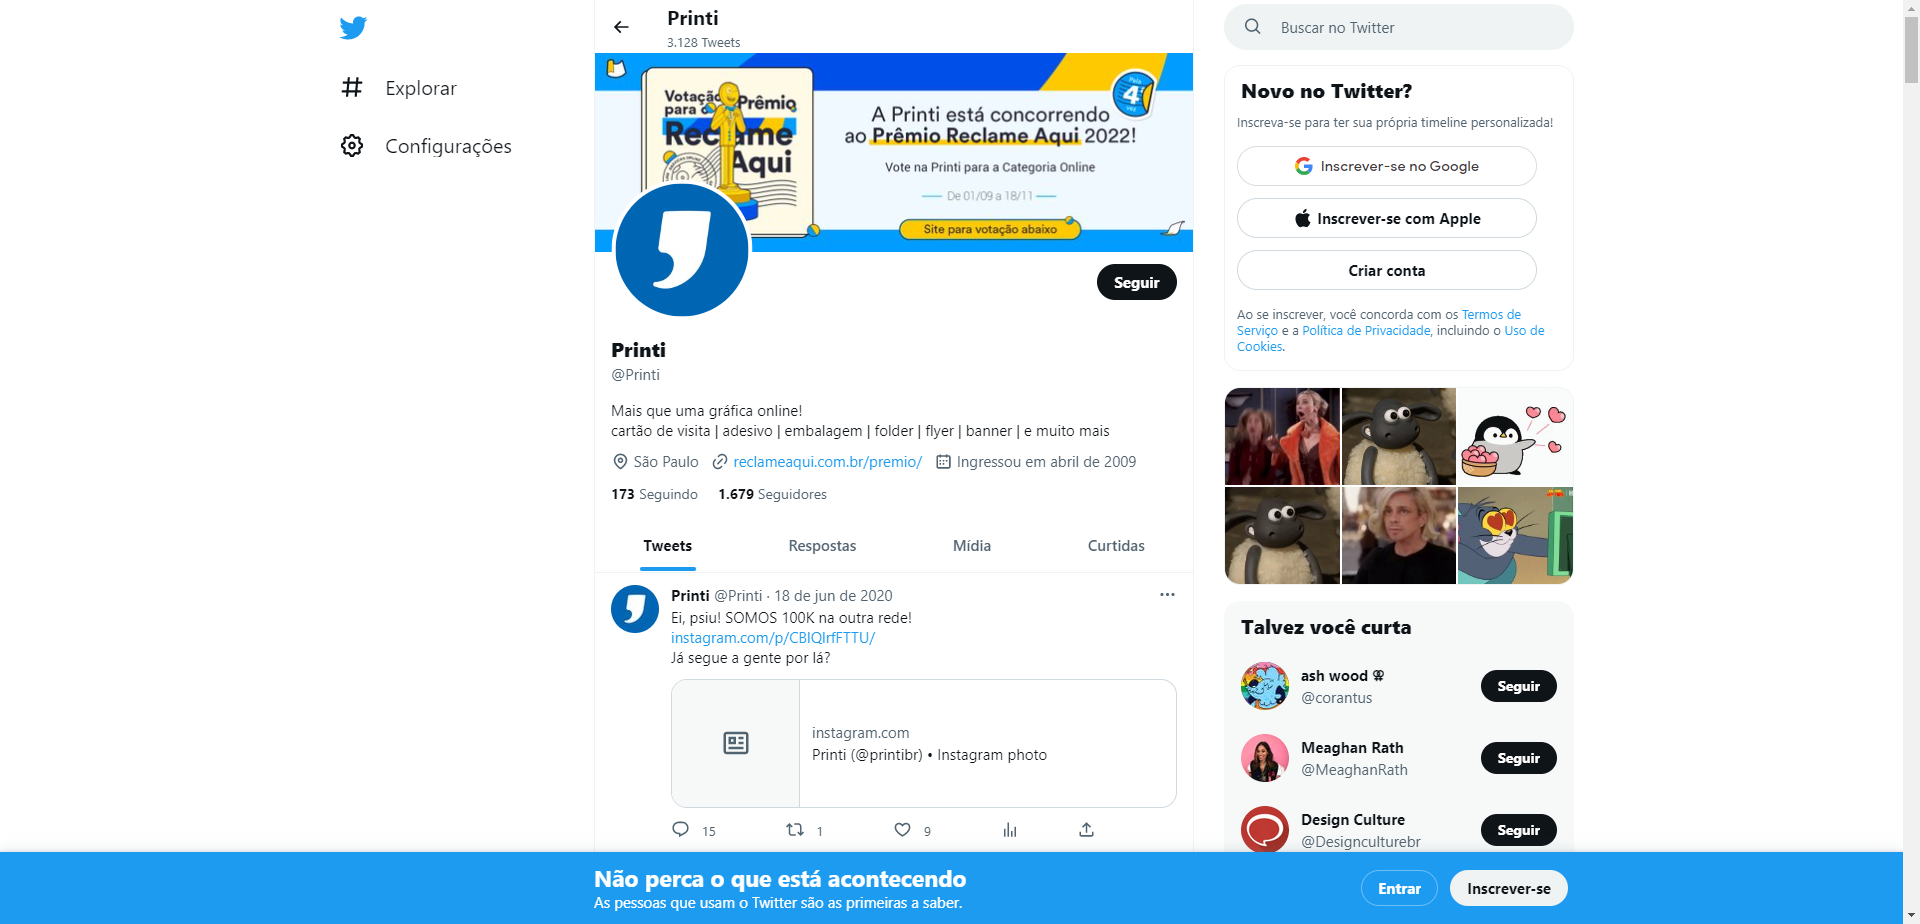 Explorar
Configurações
Printi
3.128 Tweets
Votação
para o Prêmio
Reclame
Aqui
A Printi está concorrendo
ao Prêmio Reclame Aqui 2022!
Vote na Printi para a Categoria Online
De 01/09 a 18/11
Site para votação abaixo
Pela
4ª
vez
Seguir
Printi
@Printi
Mais que uma gráfica online!
cartão de visita | adesivo | embalagem | folder | flyer | banner | e muito mais
São Paulo reclameaqui.com.br/premio/ Ingressou em abril de 2009
173 Seguindo 1.679 Seguidores
Tweets Respostas Mídia Curtidas
Printi @Printi · 18 de jun de 2020
Ei, psiu! SOMOS 100K na outra rede!
instagram.com/p/CBIQIrfFTTU/
Já segue a gente por lá?
instagram.com
Printi (@printibr) • Instagram photo
15 1 9
Buscar no Twitter
Novo no Twitter?
Inscreva-se para ter sua própria timeline personalizada!
Inscrever-se no Google
Inscrever-se com Apple
Criar conta
Ao se inscrever, você concorda com os Termos de
Serviço e a Política de Privacidade, incluindo o Uso de
Cookies.
Talvez você curta
ash wood
@corantus
Seguir
Meaghan Rath
@MeaghanRath
Seguir
Design Culture
@Designculturebr
Seguir
Não perca o que está acontecendo
As pessoas que usam o Twitter são as primeiras a saber.
Entrar
Inscrever-se